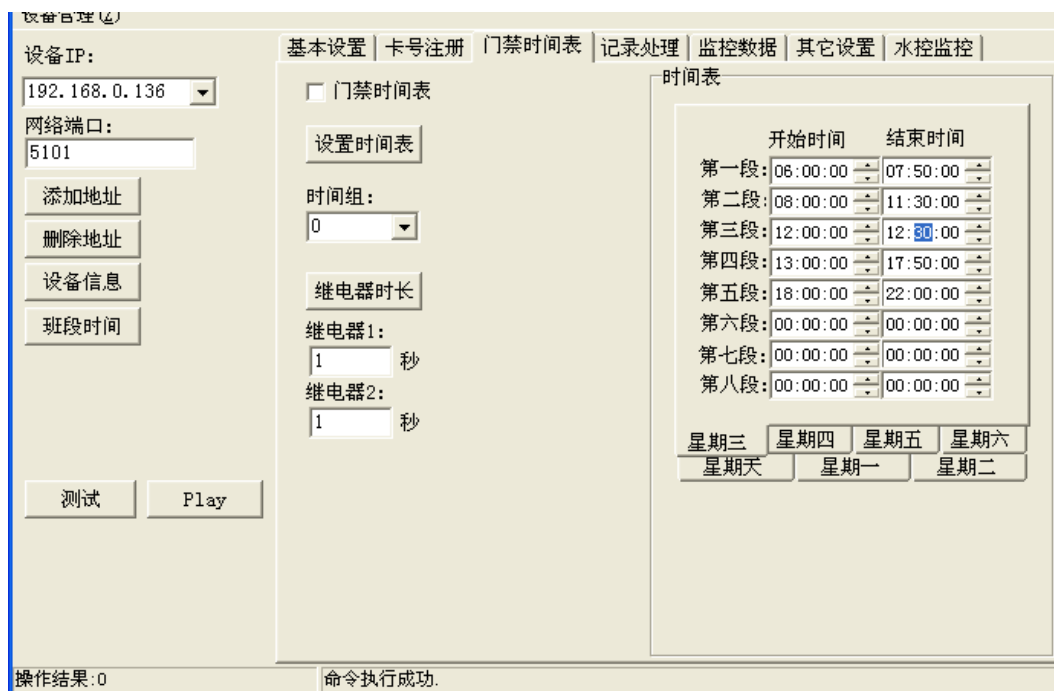 设备管理(Z)
设备IP:
192.168.0.136
网络端口:
5101
添加地址
删除地址
设备信息
班段时间
测试
Play
基本设置
卡号注册
门禁时间表
记录处理
监控数据
其它设置
水控监控
门禁时间表
设置时间表
时间组:
0
继电器时长
继电器1:
1 秒
继电器2:
1 秒
时间表
开始时间 结束时间
第一段: 06:00:00 07:50:00
第二段: 08:00:00 11:30:00
第三段: 12:00:00 12:30:00
第四段: 13:00:00 17:50:00
第五段: 18:00:00 22:00:00
第六段: 00:00:00 00:00:00
第七段: 00:00:00 00:00:00
第八段: 00:00:00 00:00:00
星期三 星期四 星期五 星期六
星期天 星期一 星期二
操作结果:0 命令执行成功.